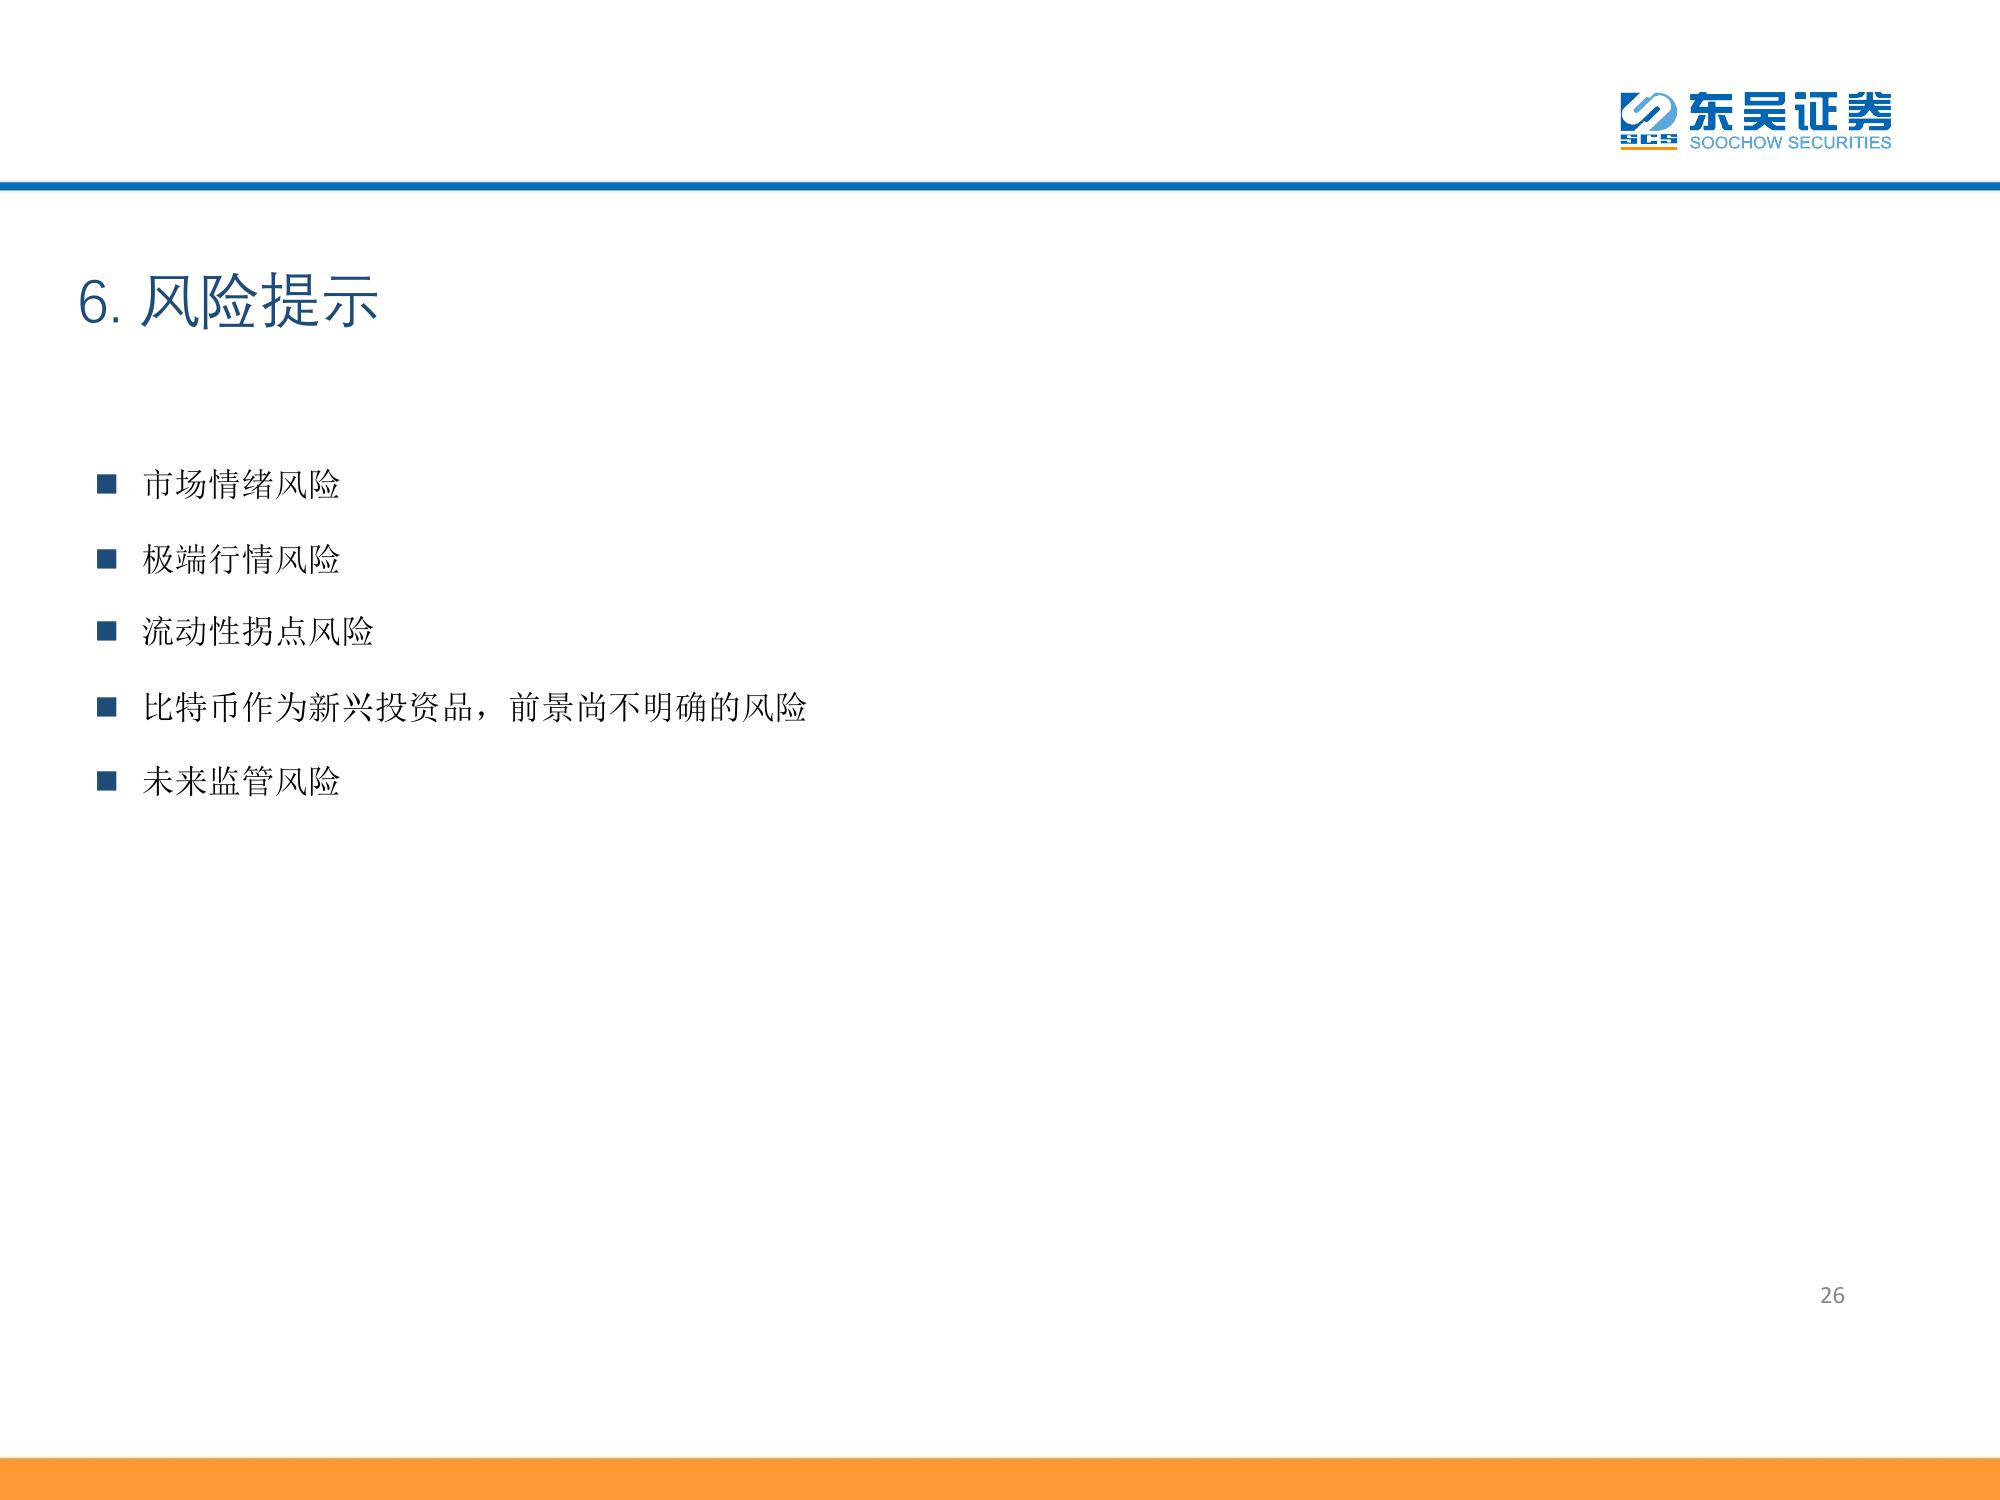 东吴证券
SCS
SOOCHOW SECURITIES
6. 风险提示
■ 市场情绪风险
■ 极端行情风险
■ 流动性拐点风险
■ 比特币作为新兴投资品，前景尚不明确的风险
■ 未来监管风险
26